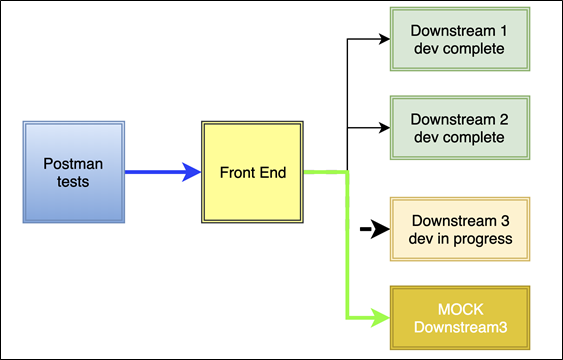 Downstream 1
dev complete
Downstream 2
dev complete
Postman
tests
Front End
Downstream 3
dev in progress
MOCK
Downstream3